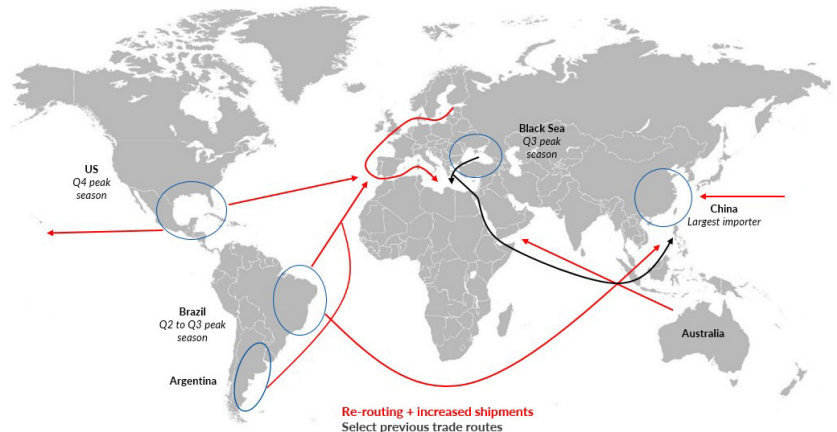 Black Sea
Q3 peak
season
US
Q4 peak
season
China
Largest importer
Brazil
Q2 to Q3 peak
season
Australia
Argentina
Re-routing + increased shipments
Select previous trade routes